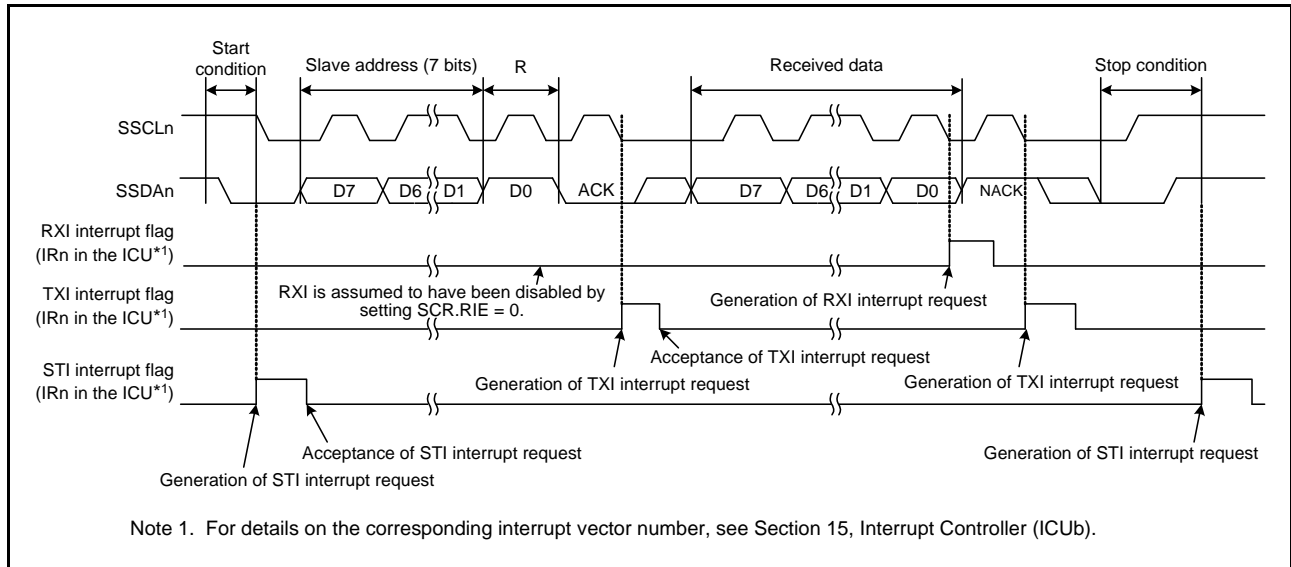 Start
condition
Slave address (7 bits)
R
Received data
Stop condition
SSCLn
SSDAn
D7
D6
D1
D0
ACK
D7
D6
D1
D0
NACK
RXI interrupt flag
(IRn in the ICU*1)
RXI is assumed to have been disabled by
setting SCR.RIE = 0.
Generation of RXI interrupt request
TXI interrupt flag
(IRn in the ICU*1)
Acceptance of TXI interrupt request
Generation of TXI interrupt request
Generation of TXI interrupt request
STI interrupt flag
(IRn in the ICU*1)
Acceptance of STI interrupt request
Generation of STI interrupt request
Generation of STI interrupt request
Note 1. For details on the corresponding interrupt vector number, see Section 15, Interrupt Controller (ICUb).